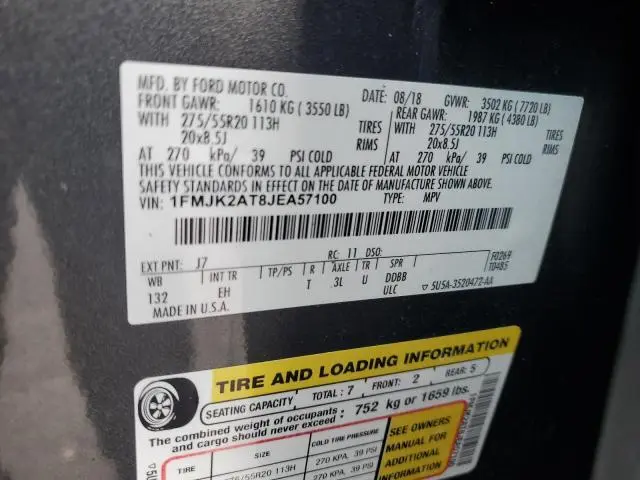 MFD. BY FORD MOTOR CO.
DATE: 08/18 GVWR: 3502 KG ( 7720 LB)
FRONT GAWR: 1610 KG ( 3550 LB) REAR GAWR: 1987 KG ( 4380 LB)
WITH 275/55R20 113H TIRES WITH 275/55R20 113H TIRES
20x8.5J RIMS 20x8.5J RIMS
AT 270 kPa/ 39 PSI COLD AT 270 kPa/ 39 PSI COLD
THIS VEHICLE CONFORMS TO ALL APPLICABLE FEDERAL MOTOR VEHICLE
SAFETY STANDARDS IN EFFECT ON THE DATE OF MANUFACTURE SHOWN ABOVE.
VIN: 1FMJK2AT8JEA57100 TYPE: MPV
F0269
T0485
EXT PNT: J7 RC: 11 DSO:
WB INT TR TP/PS R AXLE TR SPR
132 EH T 3L U DDBB
ULC
MADE IN U.S.A. 5U5A-3520472-AA
TIRE AND LOADING INFORMATION
SEATING CAPACITY TOTAL: 7 FRONT: 2 REAR: 5
The combined weight of occupants and cargo should never exceed : 752 kg or 1659 lbs.
TIRE SIZE COLD TIRE PRESSURE
275/55R20 113H 270 KPA, 39 PSI
270 KPA, 39 PSI
SEE OWNERS
MANUAL FOR
ADDITIONAL
INFORMATION